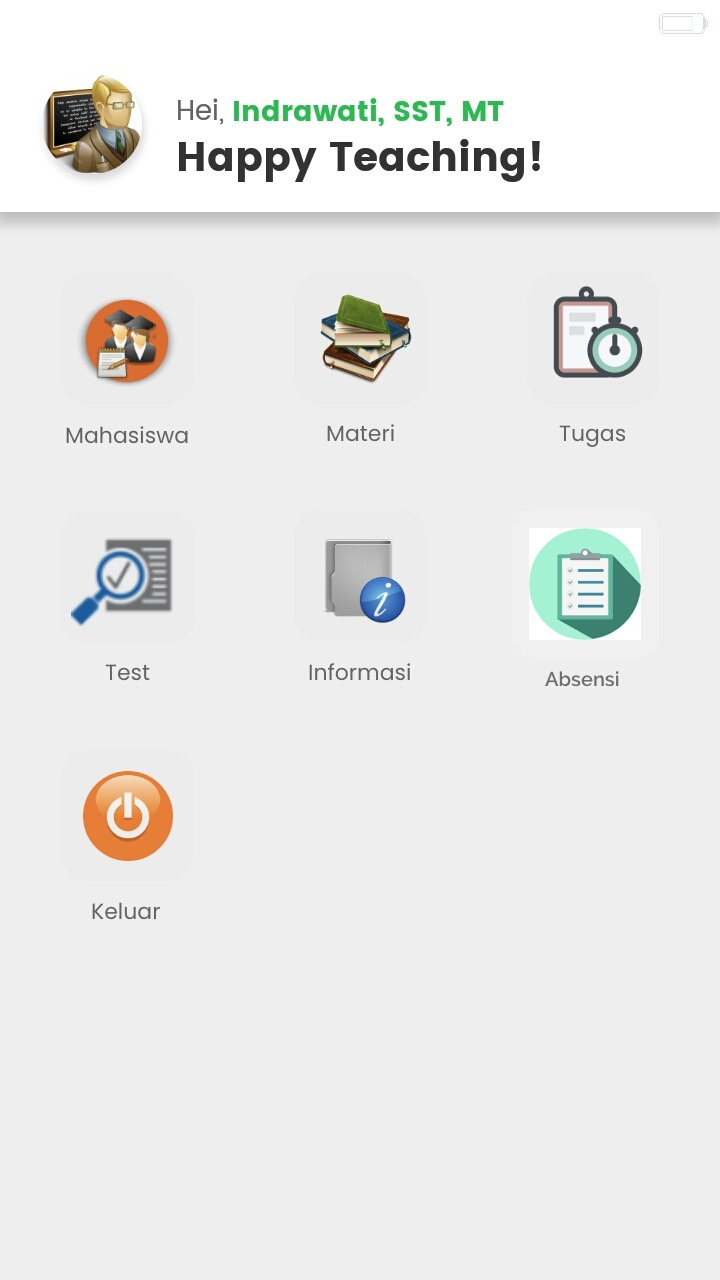 Hei, Indrawati, SST, MT
Happy Teaching!
Mahasiswa
Materi
Tugas
Test
Informasi
Absensi
Keluar